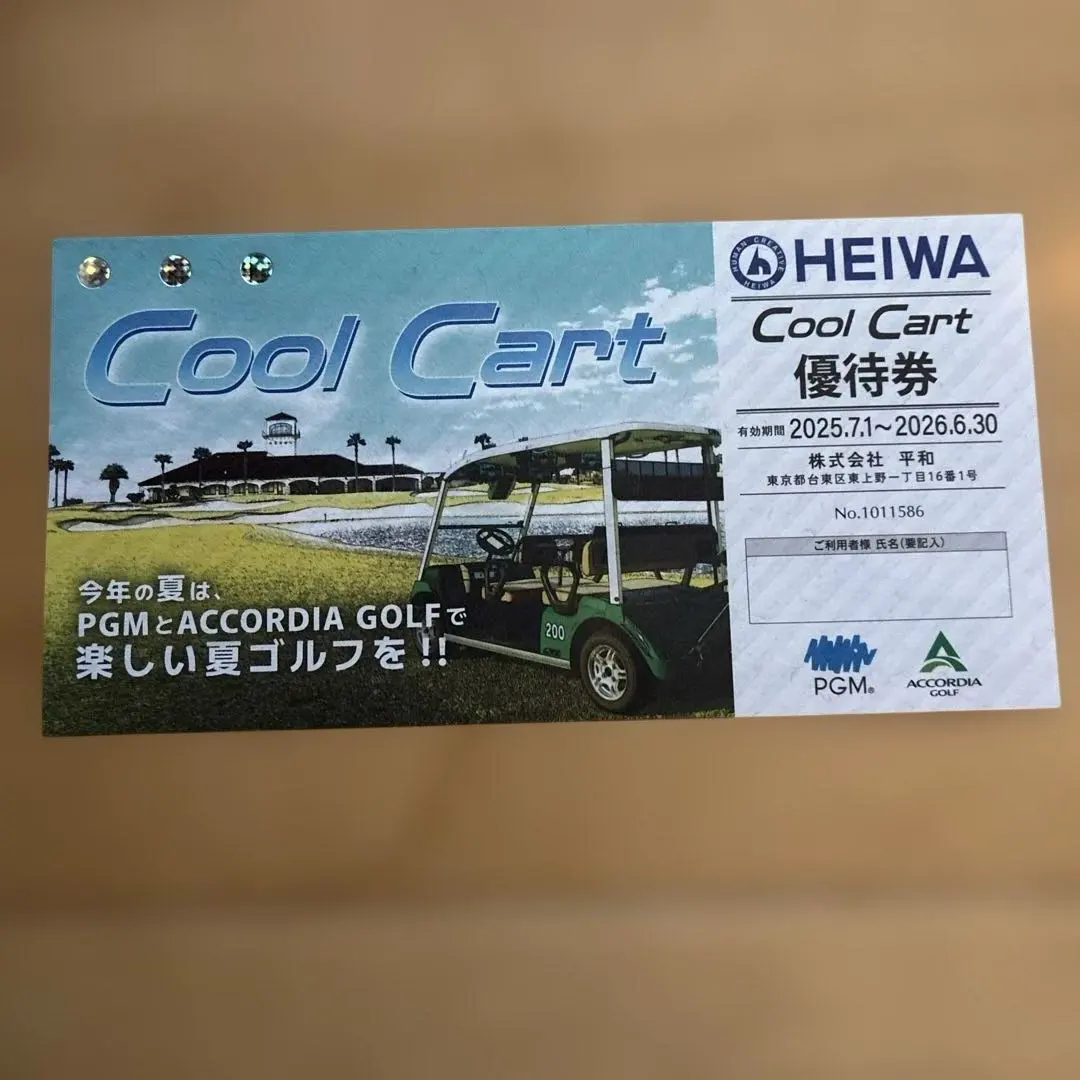 Cool Cart
今年の夏は、
PGMとACCORDIA GOLFで
楽しい夏ゴルフを!!
200
HUMAN CREATIVE HEIWA
HEIWA
Cool Cart
優待券
有効期間 2025.7.1〜2026.6.30
株式会社 平和
東京都台東区東上野一丁目16番1号
No.1011586
ご利用者様 氏名(要記入)
PGM®
ACCORDIA
GOLF